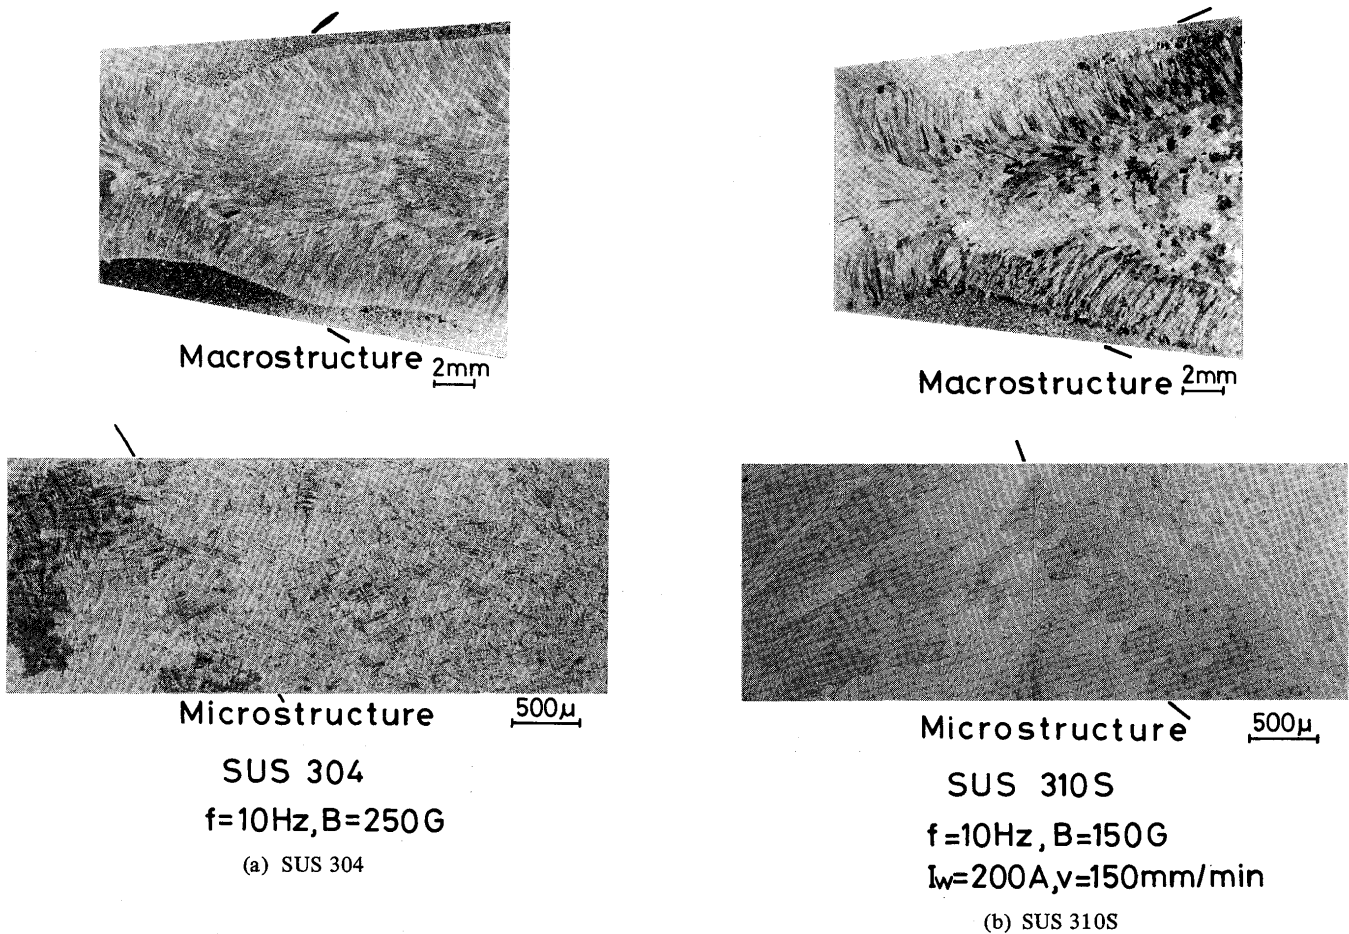 Macrostructure 2mm
Microstructure 500μ
SUS 304
f=10Hz,B=250G
(a) SUS 304
Macrostructure 2mm
Microstructure 500μ
SUS 310S
f=10Hz, B=150G
Iw=200A,v=150mm/min
(b) SUS 310S